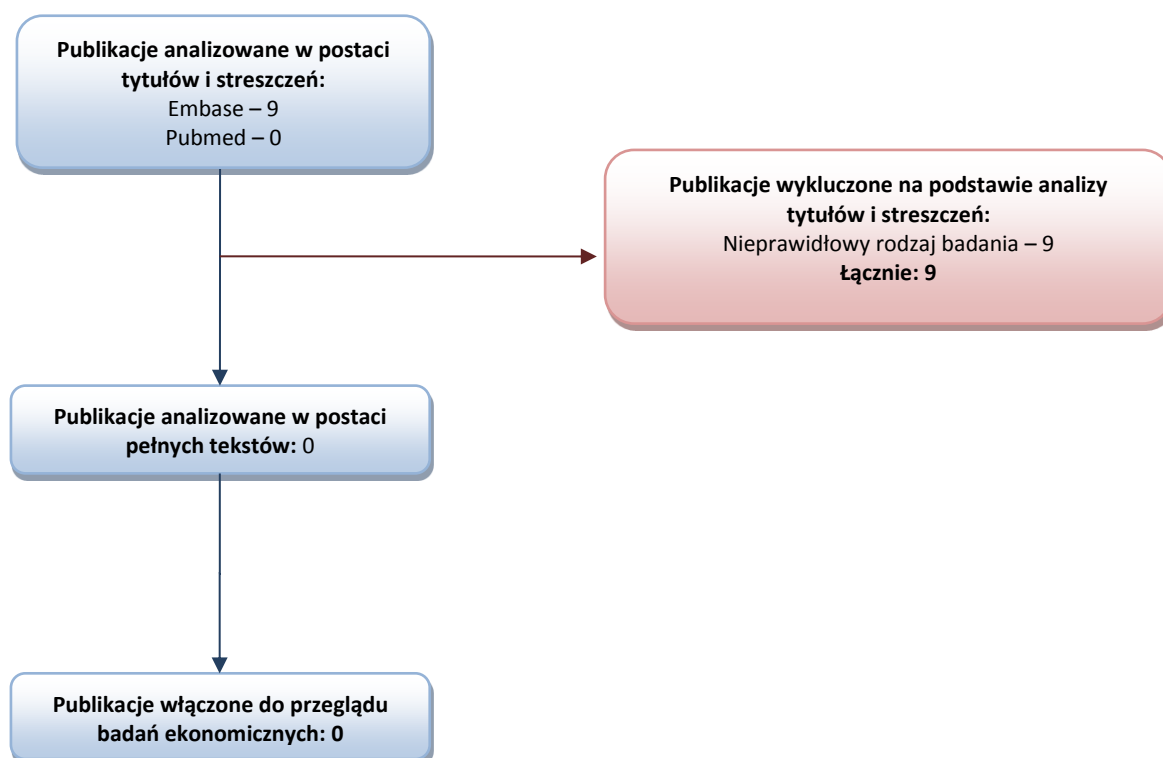 Publikacje analizowane w postaci
tytułów i streszczeń:
Embase – 9
Pubmed – 0
Publikacje wykluczone na podstawie analizy
tytułów i streszczeń:
Nieprawidłowy rodzaj badania – 9
Łącznie: 9
Publikacje analizowane w postaci
pełnych tekstów: 0
Publikacje włączone do przeglądu
badań ekonomicznych: 0